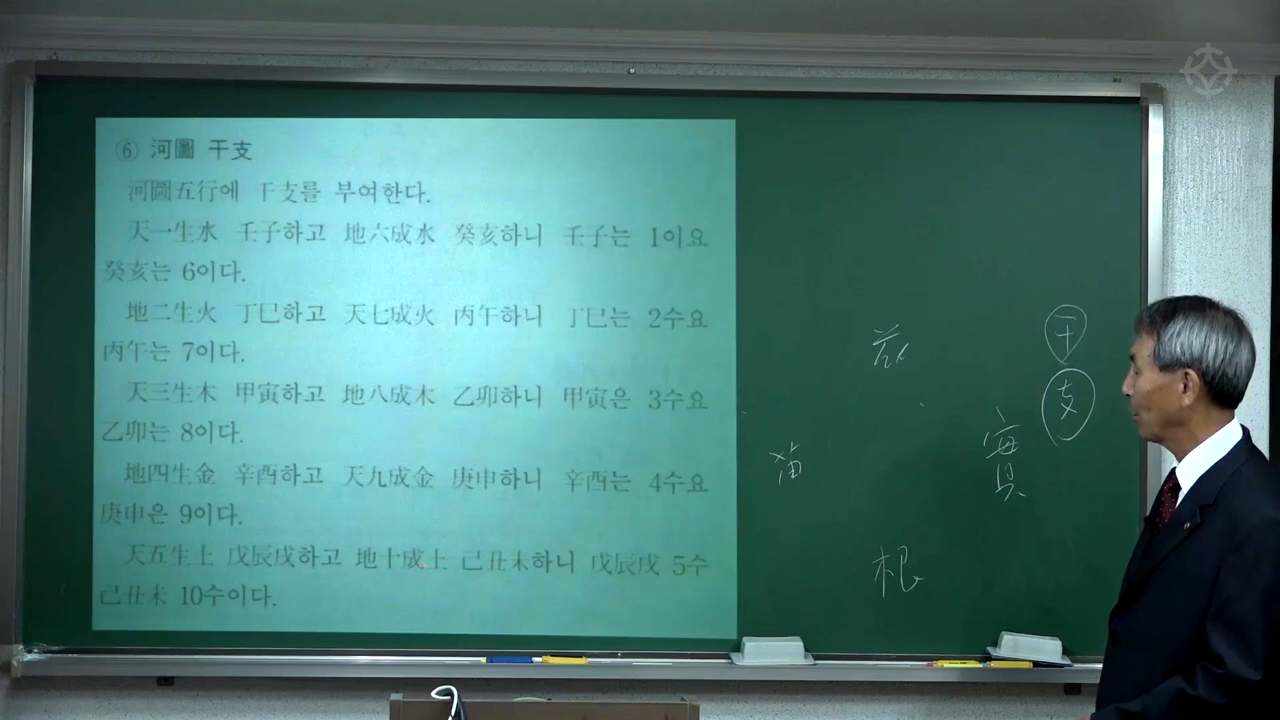 ⑥ 河圖 干支
河圖五行에 干支를 부여한다.
天一生水 壬子하고 地六成水 癸亥하니 壬子는 1이요
癸亥는 6이다.
地二生火 丁巳하고 天七成火 丙午하니 丁巳는 2수요
丙午는 7이다.
天三生木 甲寅하고 地八成木 乙卯하니 甲寅은 3수요
乙卯는 8이다.
地四生金 辛酉하고 天九成金 庚申하니 辛酉는 4수요
庚申은 9이다.
天五生土 戊辰戌하고 地十成土 己丑未하니 戊辰戌 5수
己丑未 10수이다.
干
支
實
苗
根